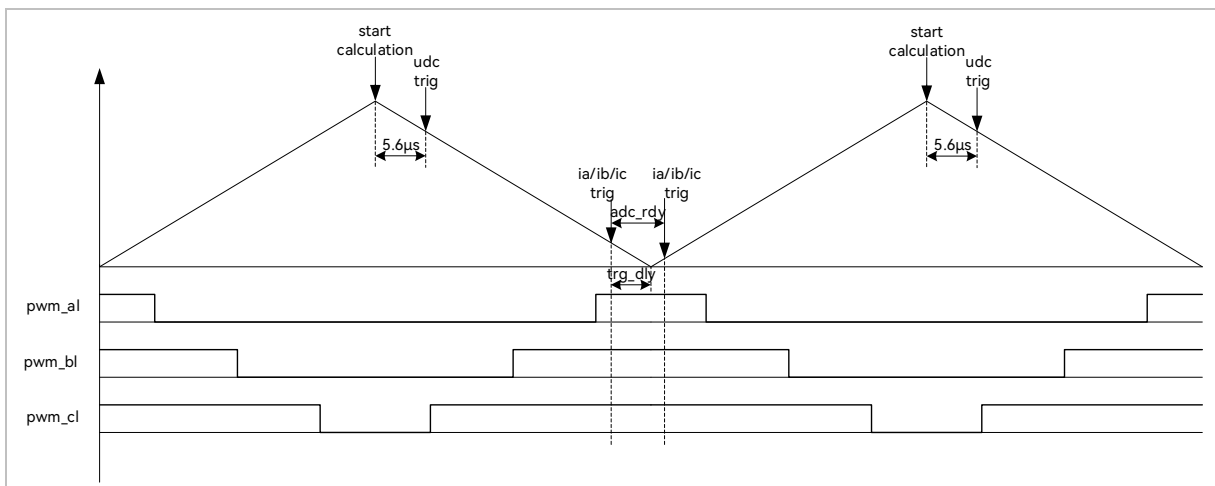 start
calculation
udc
trig
5.6μs
ia/ib/ic
trig
ia/ib/ic
trig
adc_rdy
trg_dly
start
calculation
udc
trig
5.6μs
pwm_al
pwm_bl
pwm_cl